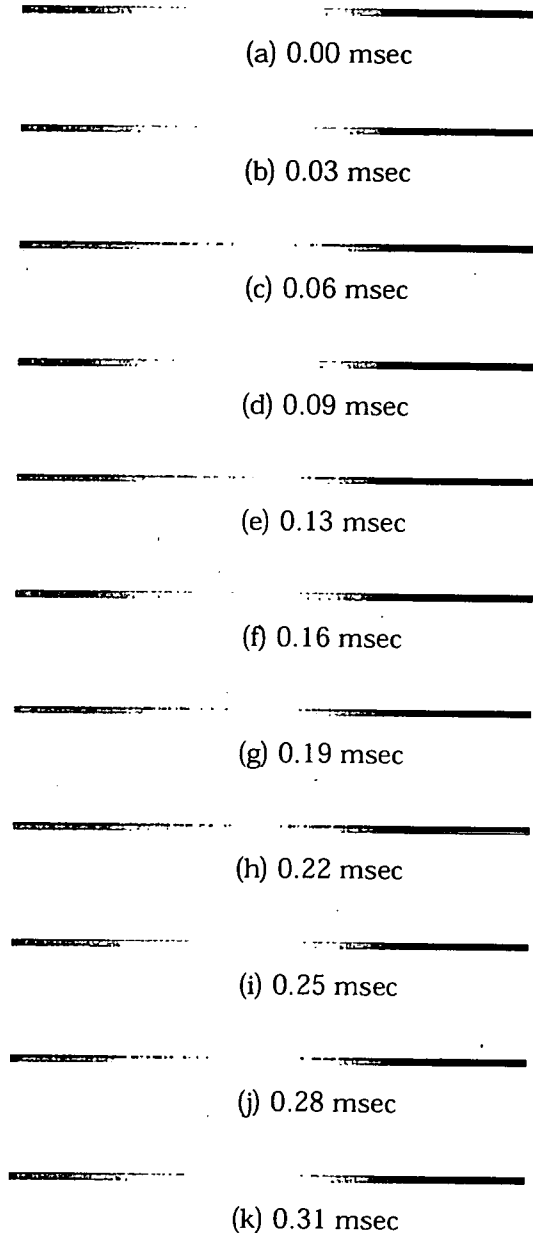 (a) 0.00 msec
(b) 0.03 msec
(c) 0.06 msec
(d) 0.09 msec
(e) 0.13 msec
(f) 0.16 msec
(g) 0.19 msec
(h) 0.22 msec
(i) 0.25 msec
(j) 0.28 msec
(k) 0.31 msec